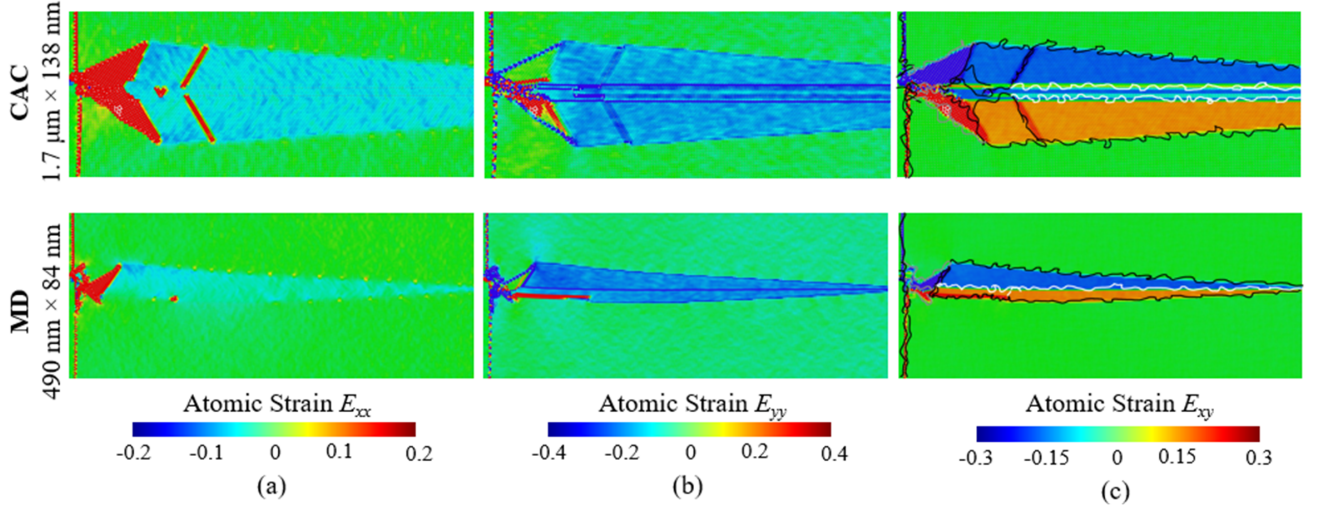 CAC
1.7 μm × 138 nm
MD
490 nm × 84 nm
Atomic Strain Exx
-0.2 -0.1 0 0.1 0.2
(a)
Atomic Strain Eyy
-0.4 -0.2 0 0.2 0.4
(b)
Atomic Strain Exy
-0.3 -0.15 0 0.15 0.3
(c)